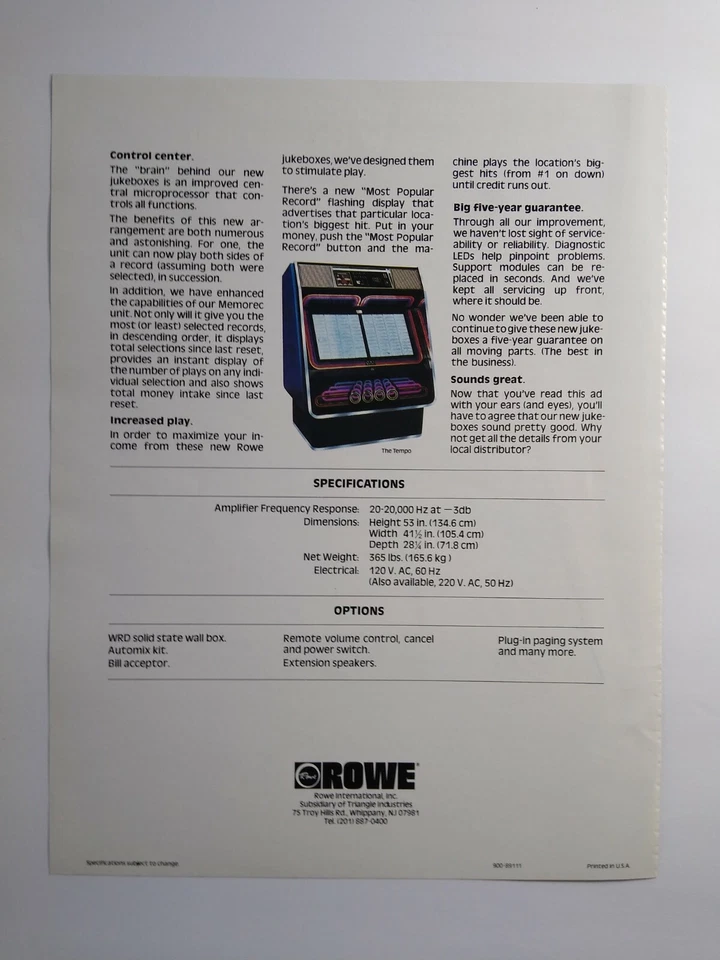 Control center.
The "brain" behind our new
jukeboxes is an improved cen-
tral microprocessor that con-
trols all functions.
The benefits of this new ar-
rangement are both numerous
and astonishing. For one, the
unit can now play both sides of
a record (assuming both were
selected), in succession.
In addition, we have enhanced
the capabilities of our Memorec
unit. Not only will it give you the
most (or least) selected records,
in descending order, it displays
total selections since last reset,
provides an instant display of
the number of plays on any indi-
vidual selection and also shows
total money intake since last
reset.
Increased play.
In order to maximize your in-
come from these new Rowe
jukeboxes, we've designed them
to stimulate play.
There's a new "Most Popular
Record" flashing display that
advertises that particular loca-
tion's biggest hit. Put in your
money, push the "Most Popular
Record" button and the ma-
The Tempo
chine plays the location's big-
gest hits (from #1 on down)
until credit runs out.
Big five-year guarantee.
Through all our improvement,
we haven't lost sight of service-
ability or reliability. Diagnostic
LEDs help pinpoint problems.
Support modules can be re-
placed in seconds. And we've
kept all servicing up front,
where it should be.
No wonder we've been able to
continue to give these new juke-
boxes a five-year guarantee on
all moving parts. (The best in
the business).
Sounds great.
Now that you've read this ad
with your ears (and eyes), you'll
have to agree that our new juke-
boxes sound pretty good. Why
not get all the details from your
local distributor?
SPECIFICATIONS
Amplifier Frequency Response: 20-20,000 Hz at −3db
Dimensions: Height 53 in. (134.6 cm)
Width 41½ in. (105.4 cm)
Depth 28¼ in. (71.8 cm)
Net Weight: 365 lbs. (165.6 kg)
Electrical: 120 V. AC, 60 Hz
(Also available, 220 V. AC, 50 Hz)
OPTIONS
WRD solid state wall box.
Automix kit.
Bill acceptor.
Remote volume control, cancel
and power switch.
Extension speakers.
Plug-in paging system
and many more.
Rowe ROWE
Rowe International, Inc.
Subsidiary of Triangle Industries
75 Troy Hills Rd., Whippany, NJ 07981
Tel. (201) 887-0400
Specifications subject to change
Printed in U.S.A.